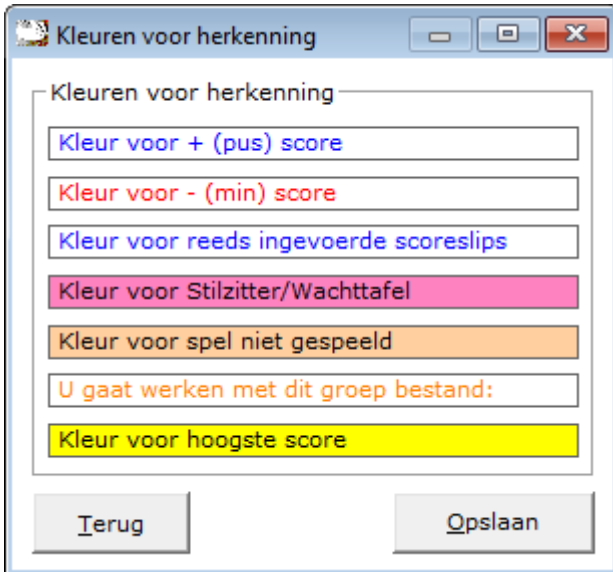 Kleuren voor herkenning
Kleuren voor herkenning
Kleur voor + (pus) score
Kleur voor - (min) score
Kleur voor reeds ingevoerde scoreslips
Kleur voor Stilzitter/Wachttafel
Kleur voor spel niet gespeeld
U gaat werken met dit groep bestand:
Kleur voor hoogste score
Terug
Opslaan